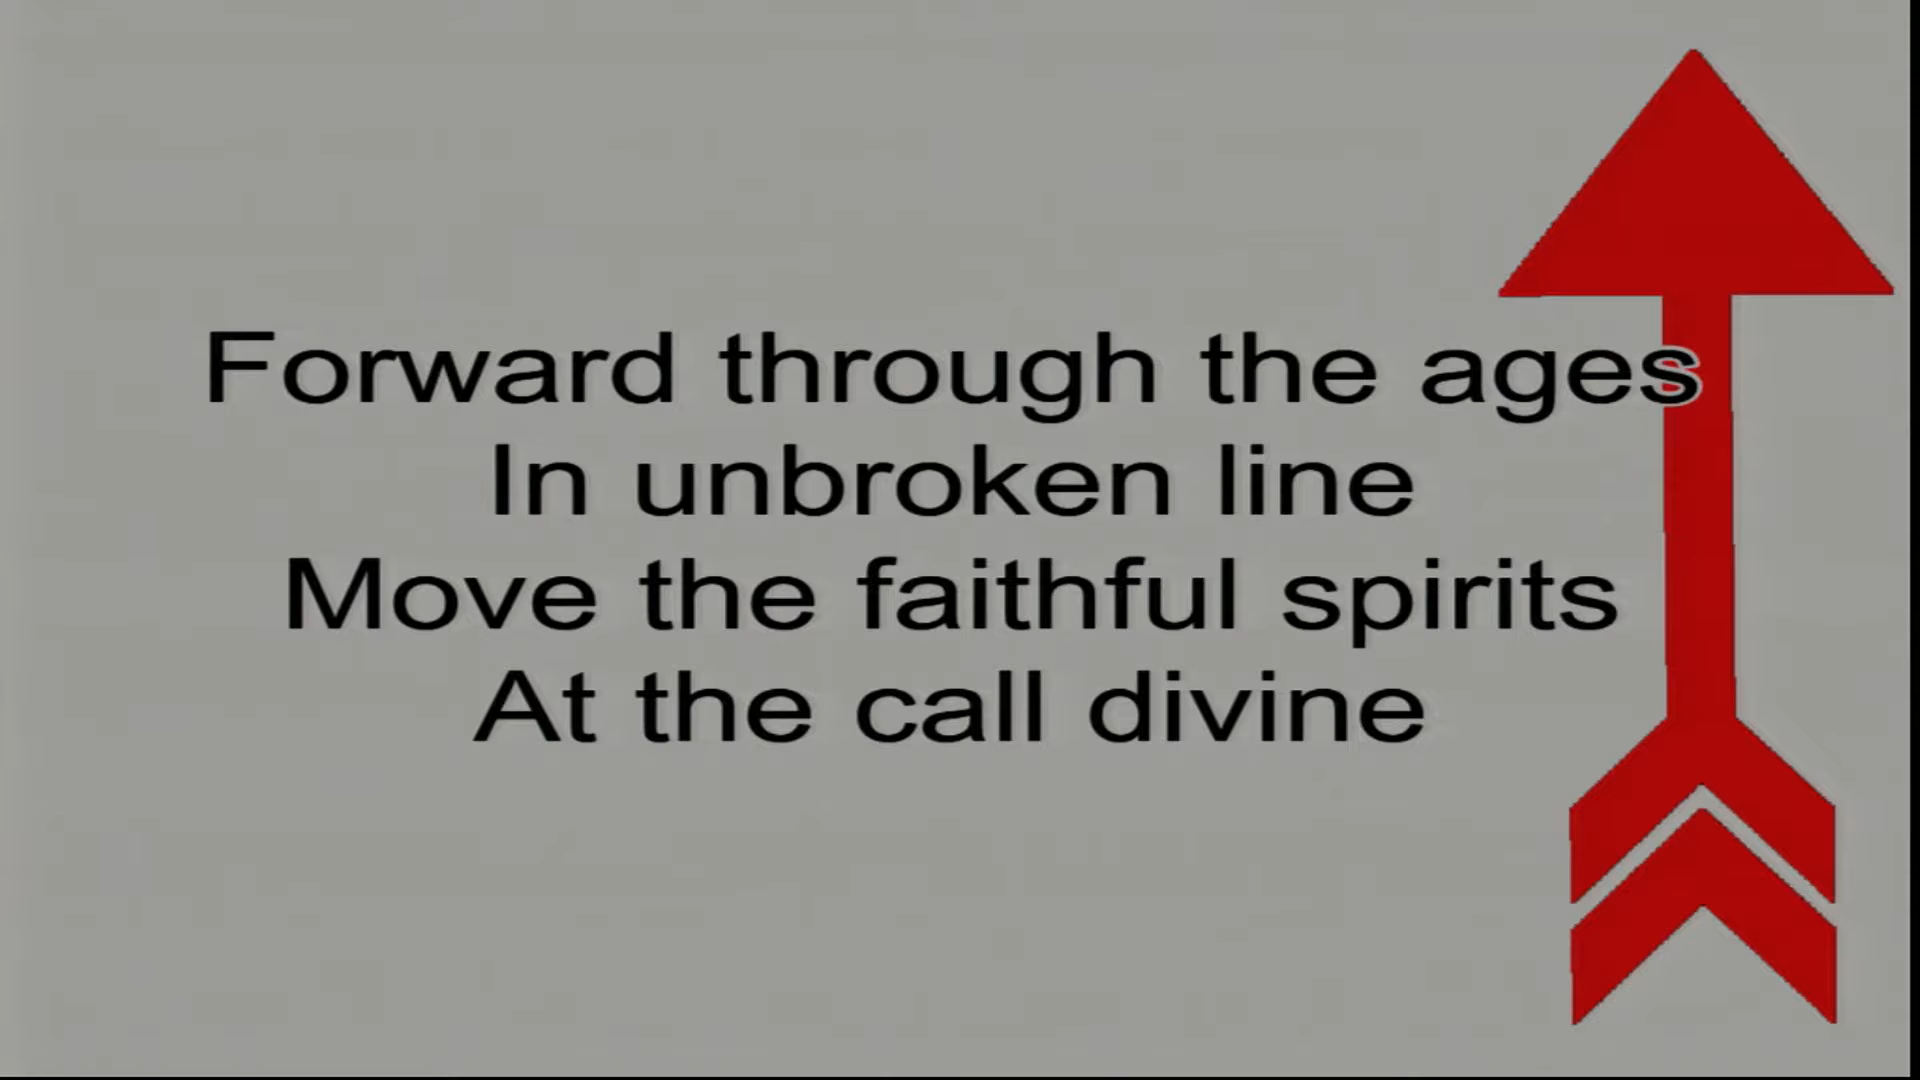 Forward through the ages
In unbroken line
Move the faithful spirits
At the call divine